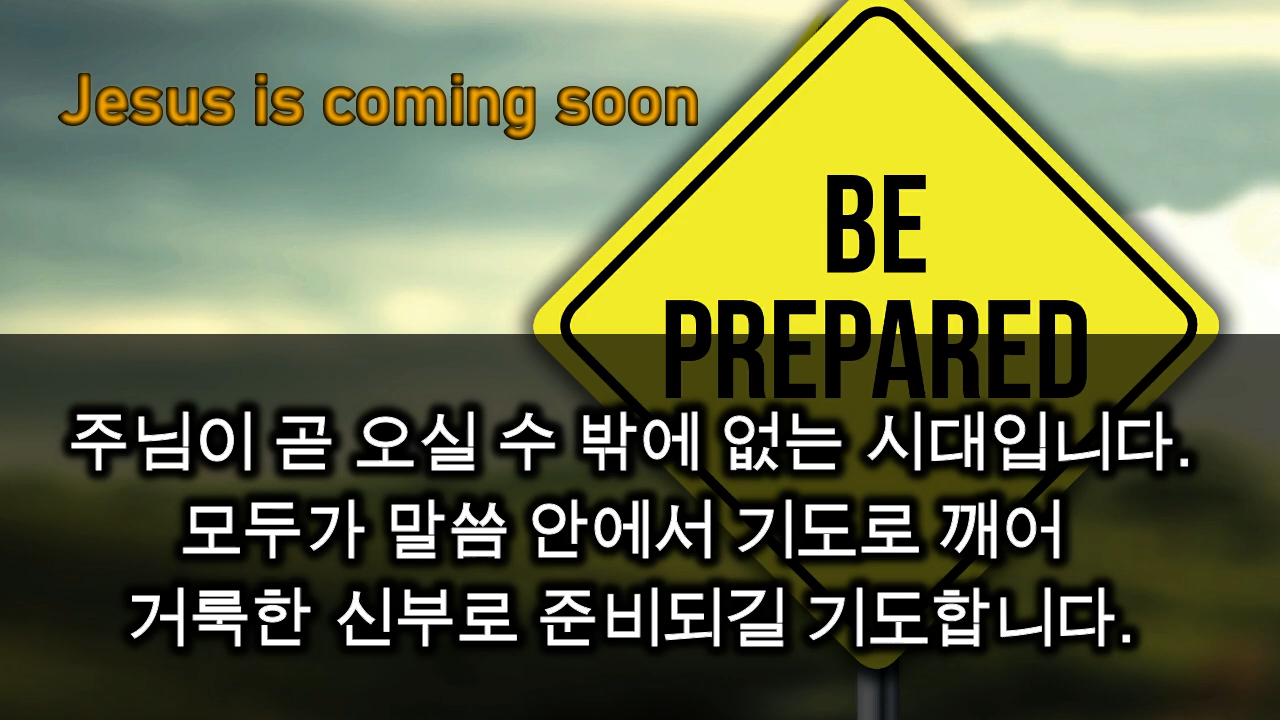 Jesus is coming soon
BE
PREPARED
주님이 곧 오실 수 밖에 없는 시대입니다.
모두가 말씀 안에서 기도로 깨어
거룩한 신부로 준비되길 기도합니다.